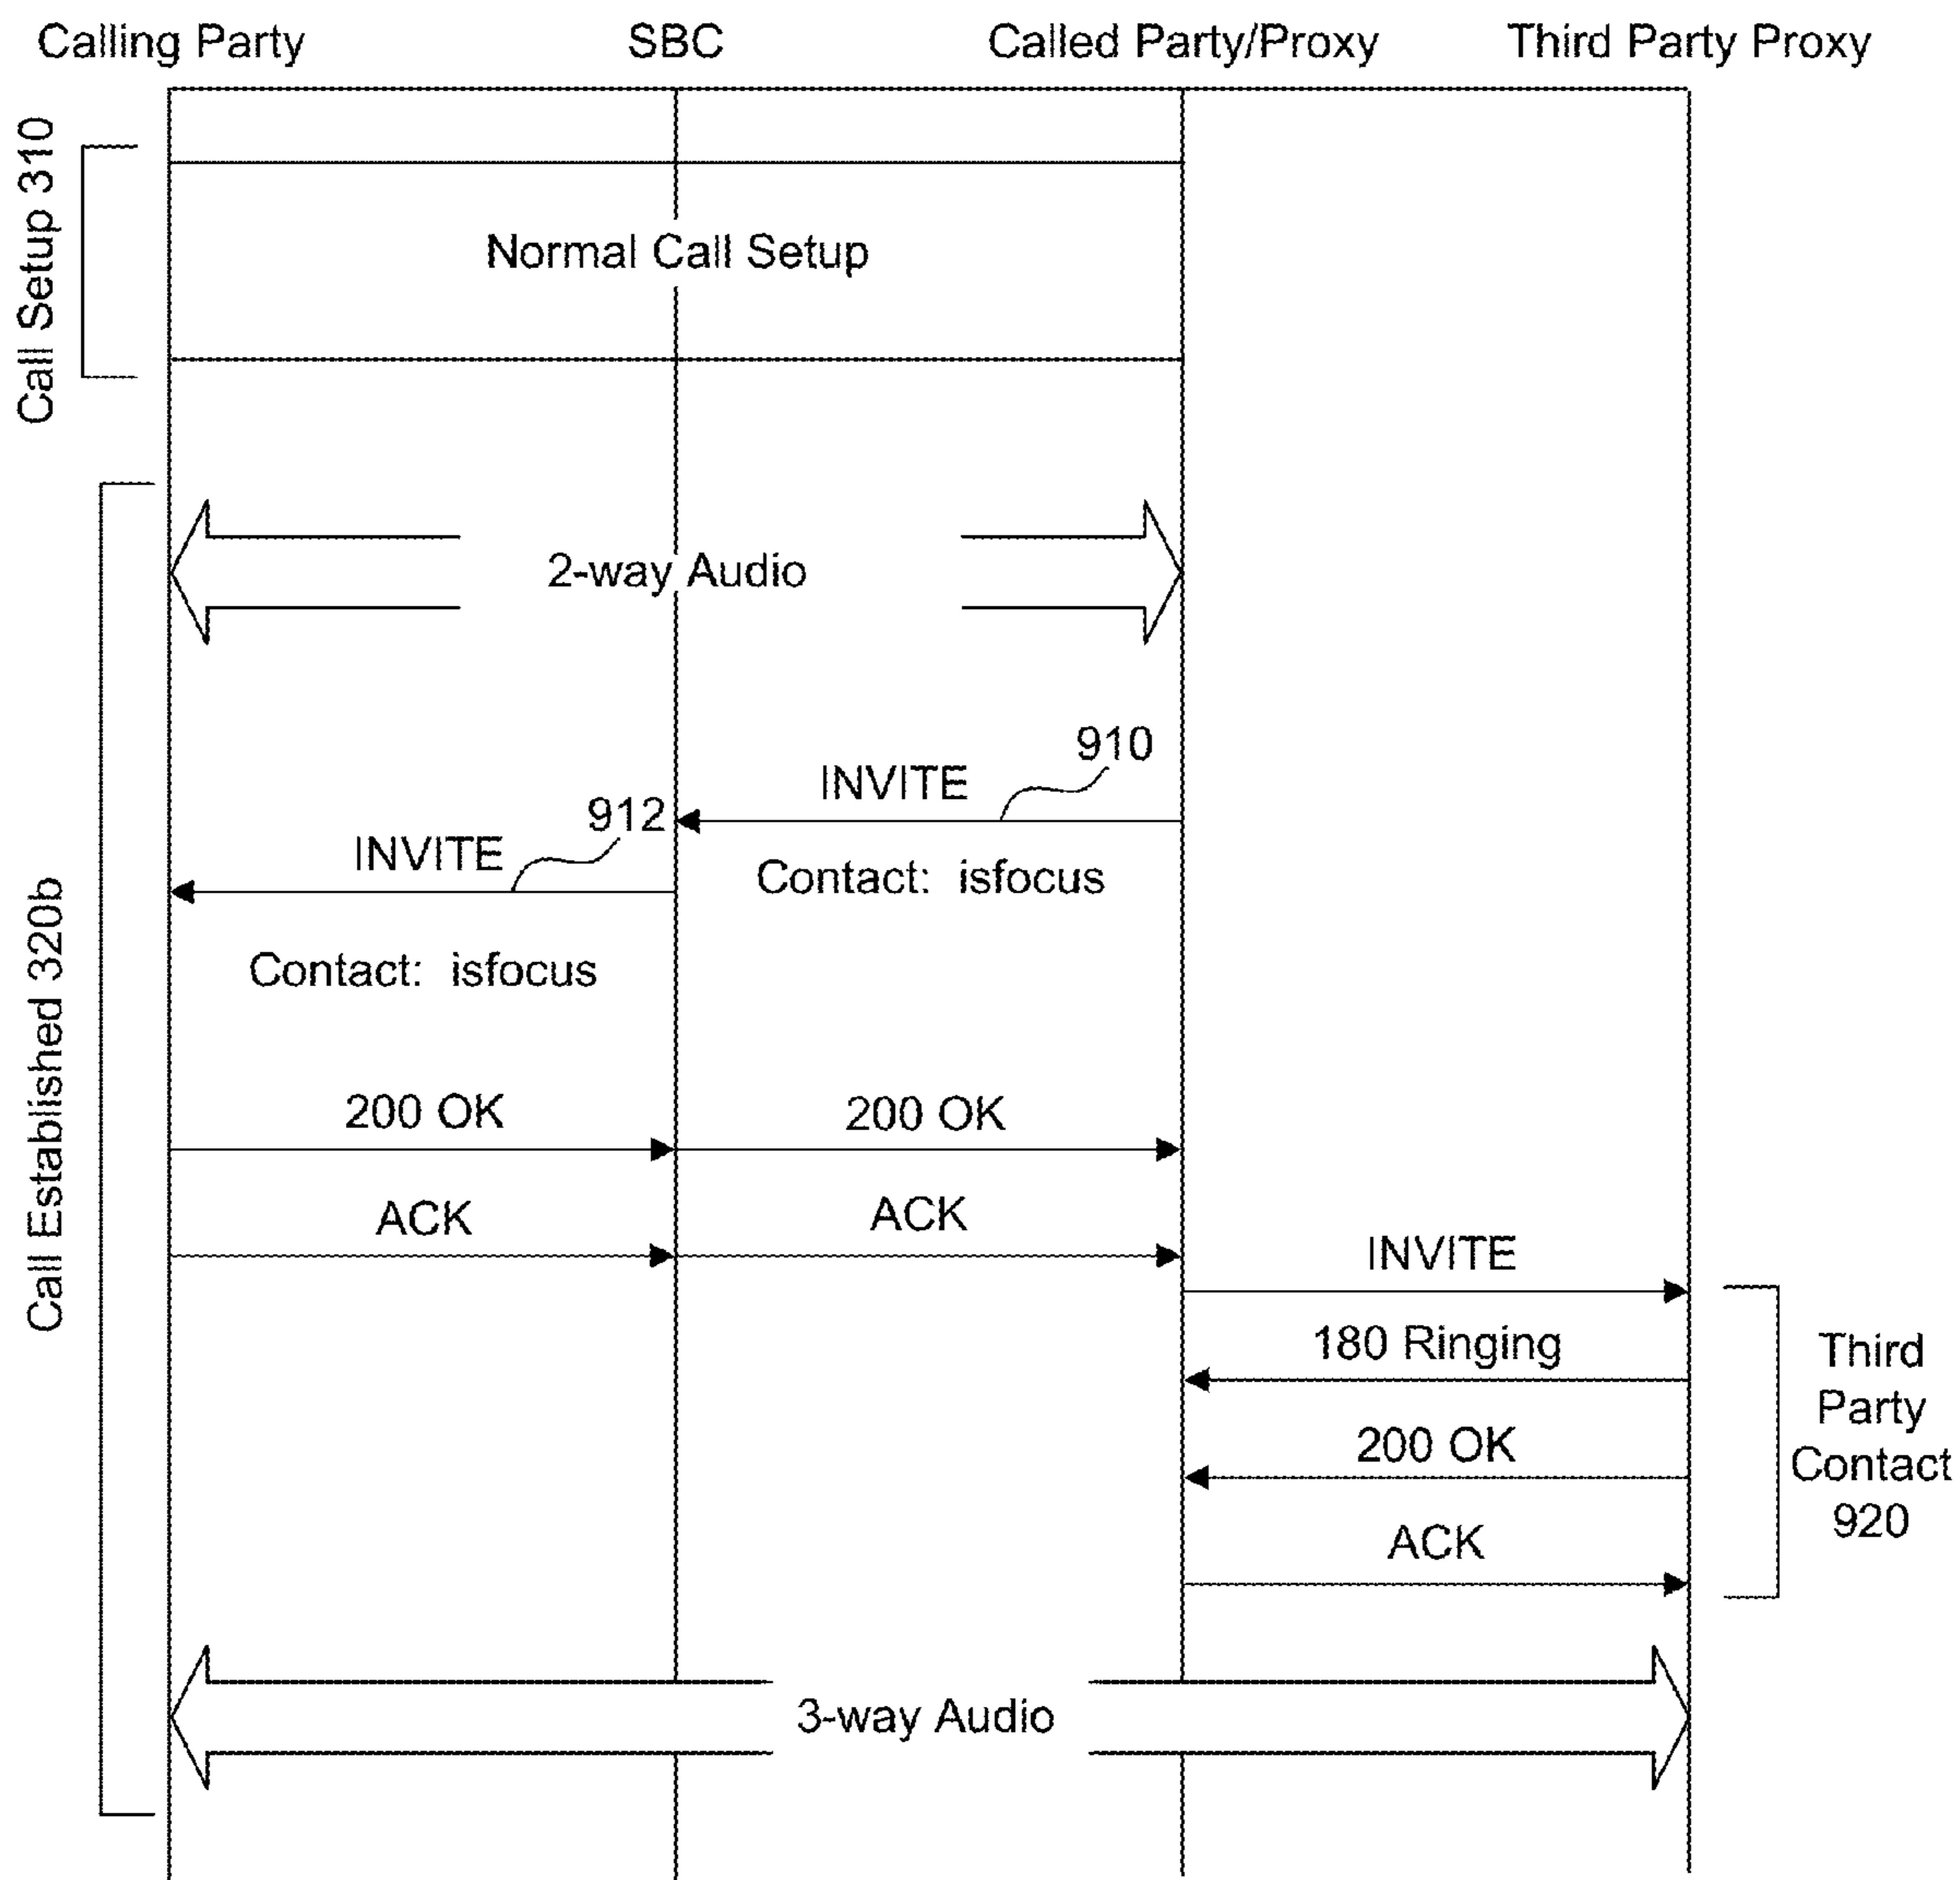 Calling Party
SBC
Called Party/Proxy
Third Party Proxy
Call Setup 310
Normal Call Setup
Call Established 320b
2-way Audio
910
INVITE
912
INVITE
Contact: isfocus
Contact: isfocus
200 OK
200 OK
ACK
ACK
INVITE
180 Ringing
200 OK
ACK
Third
Party
Contact
920
3-way Audio